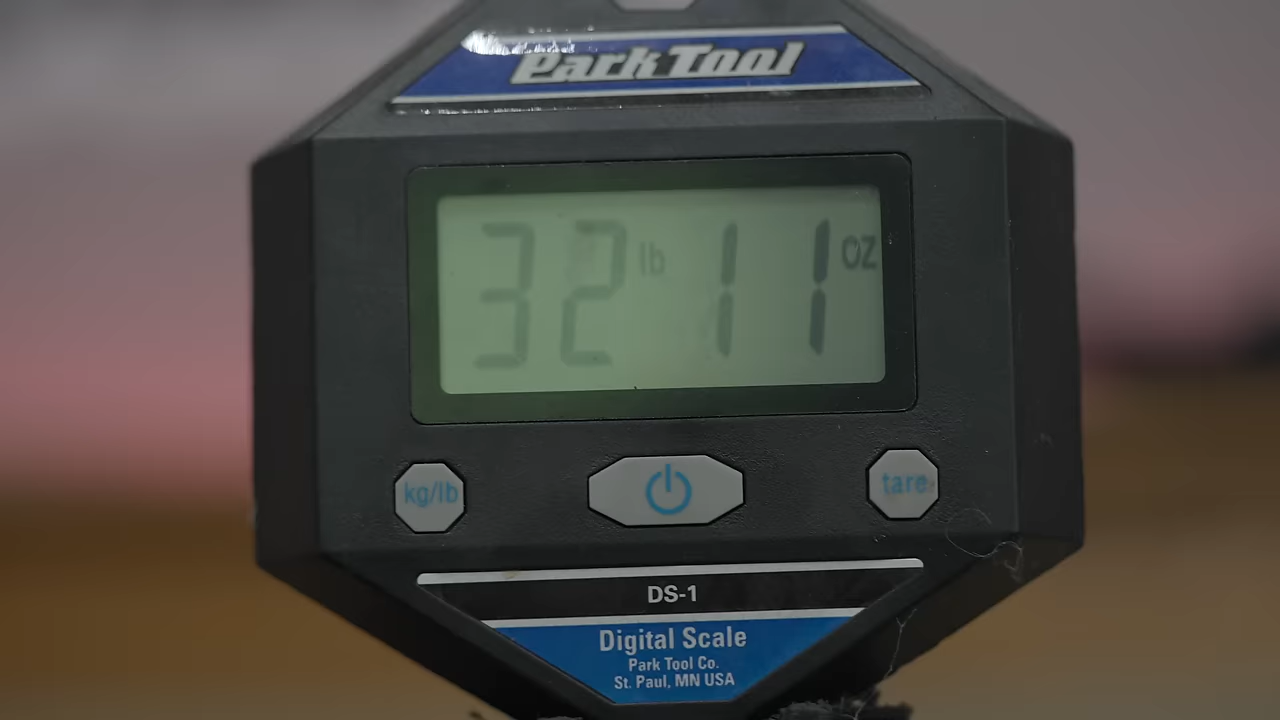 Park Tool
32 lb 11 oz
kg/lb
tare
DS-1
Digital Scale
Park Tool Co.
St. Paul, MN USA